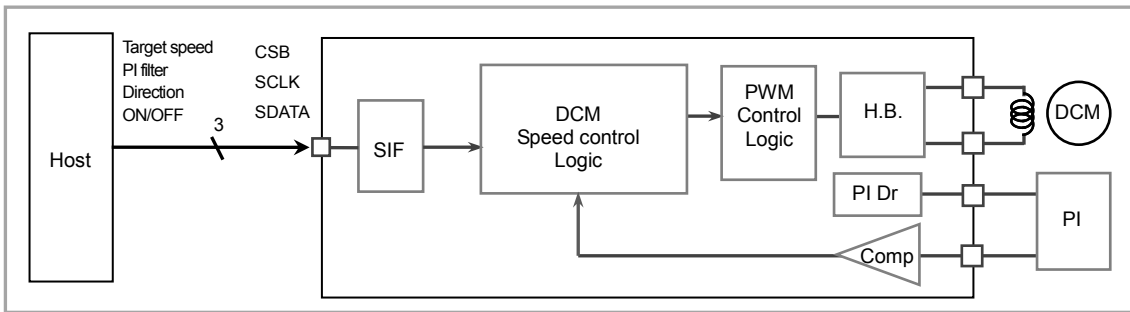 Host
Target speed
PI filter
Direction
ON/OFF
3
CSB
SCLK
SDATA
SIF
DCM
Speed control
Logic
PWM
Control
Logic
H.B.
DCM
PI Dr
PI
Comp